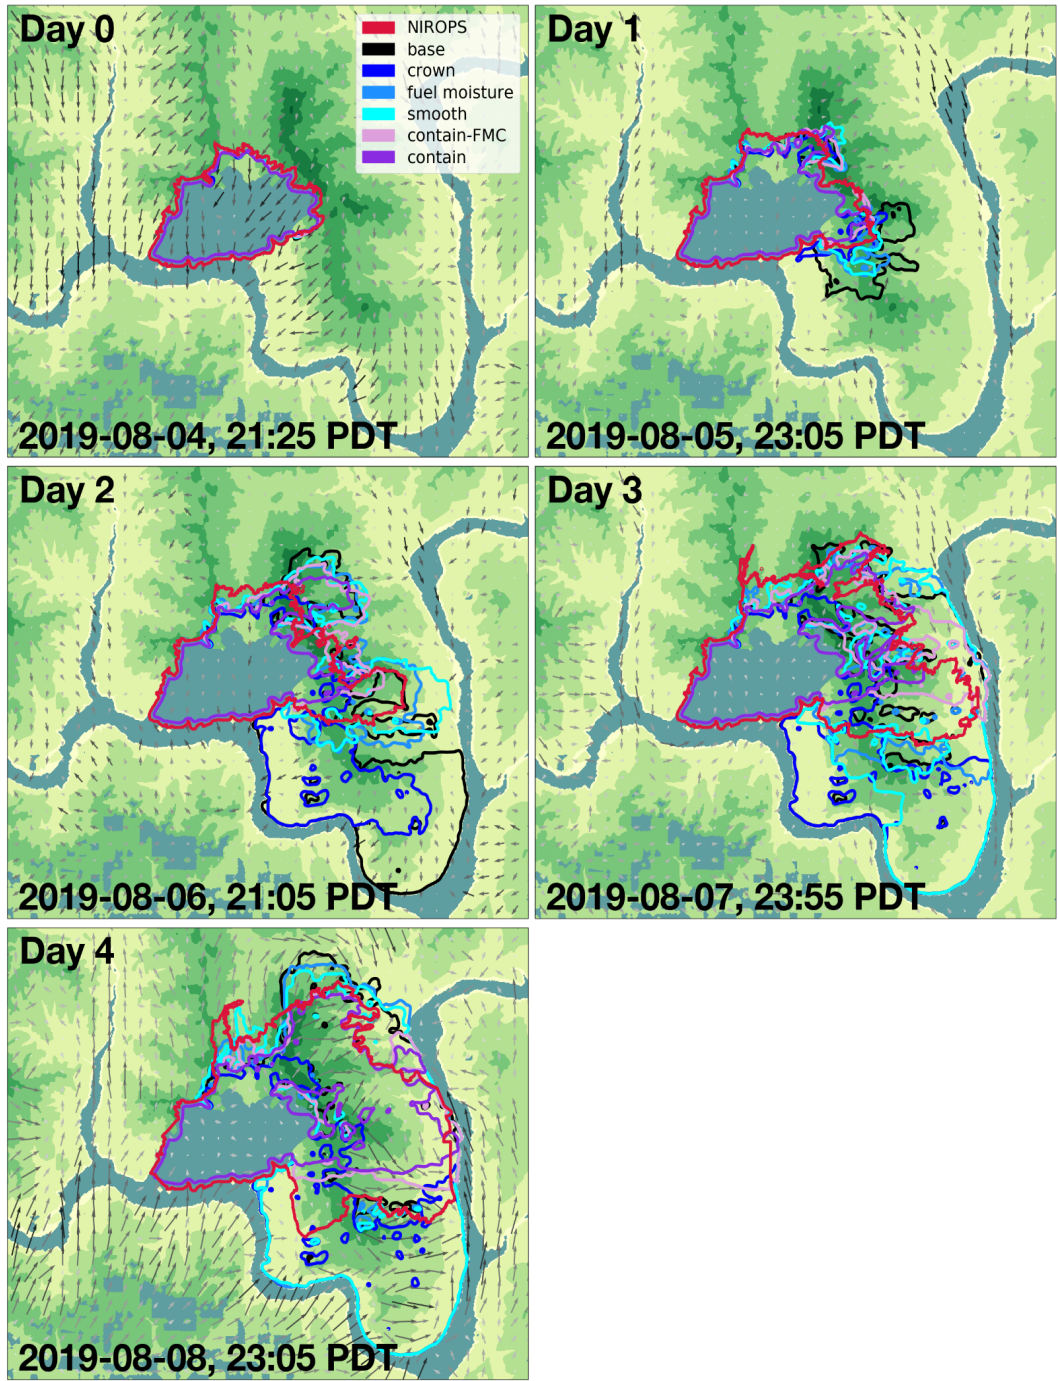 Day 0
NIROPS
base
crown
fuel moisture
smooth
contain-FMC
contain
2019-08-04, 21:25 PDT
Day 1
2019-08-05, 23:05 PDT
Day 2
2019-08-06, 21:05 PDT
Day 3
2019-08-07, 23:55 PDT
Day 4
2019-08-08, 23:05 PDT